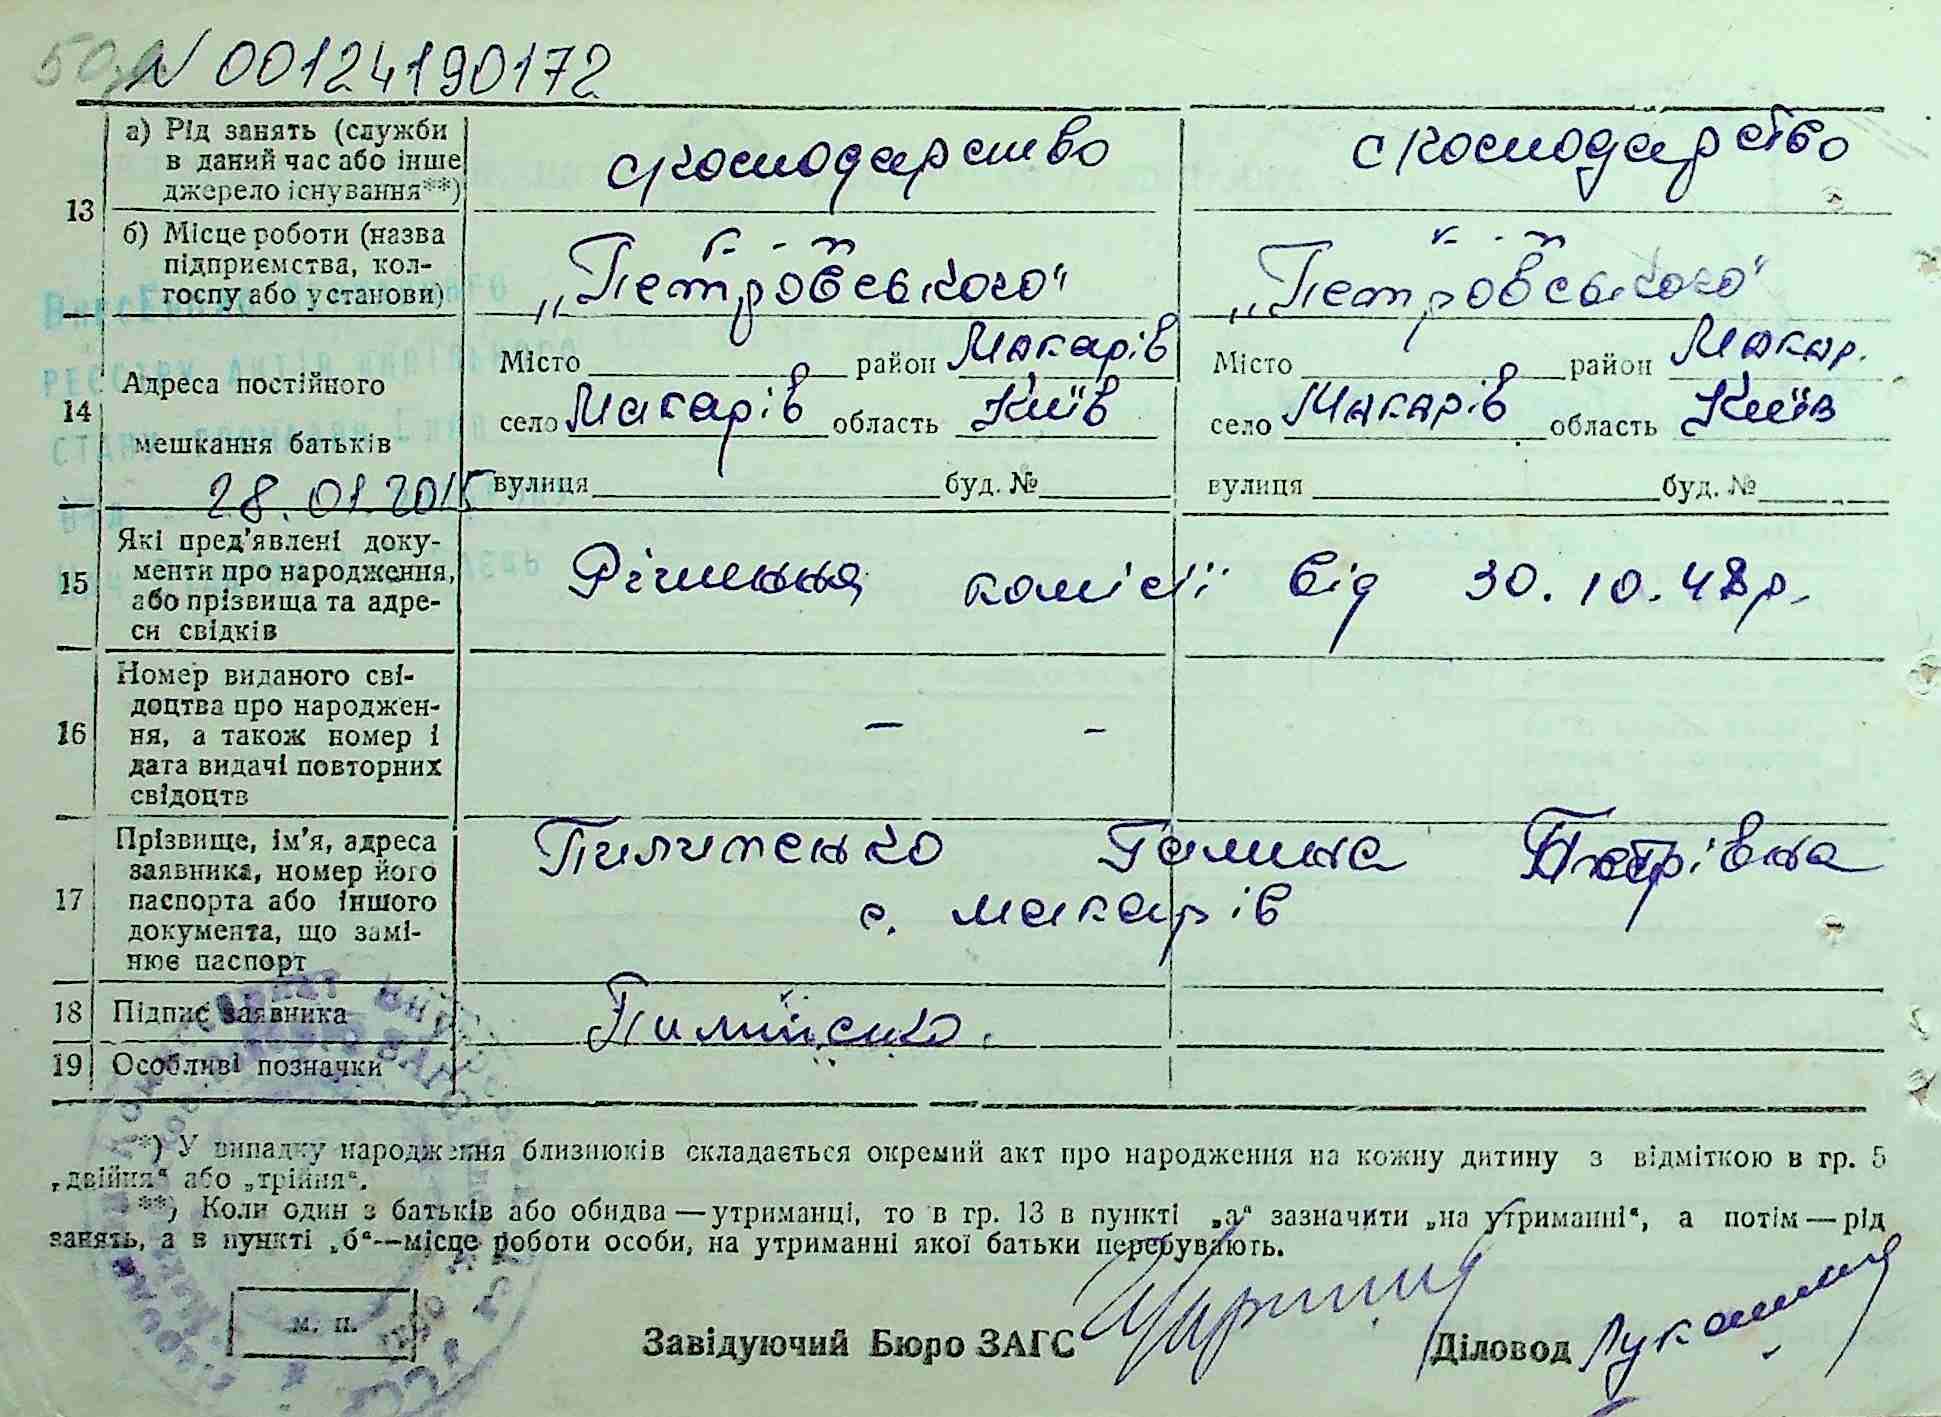 N 00124190172
13
а) Рід занять (служби в даний час або інше джерело існування**)
с господарство
с господарство
б) Місце роботи (назва підприємства, колгоспу або установи)
к-г-п
„Петровського“
к-г-п
„Петровського“
14
Адреса постійного мешкання батьків
Місто район Макарів
село Макарів область Київ
вулиця буд. №
Місто район Макар.
село Макарів область Київ
вулиця буд. №
28.01.2015
15
Які пред'явлені документи про народження, або прізвища та адреси свідків
Рішення комісії від 30.10.48р.
16
Номер виданого свідоцтва про народження, а також номер і дата видачі повторних свідоцтв
– –
17
Прізвище, ім'я, адреса заявника, номер його паспорта або іншого документа, що замінює паспорт
Пилипенко Галина Петрівна
с. Макарів
18 Підпис заявника
Пилипенко.
19 Особливі позначки
*) У випадку народження близнюків складається окремий акт про народження на кожну дитину з відміткою в гр. 5
„двійня“ або „трійня“.
**) Коли один з батьків або обидва — утриманці, то в гр. 13 в пункті „а“ зазначити „на утриманні“, а потім — рід
занять, а в пункті „б“—місце роботи особи, на утриманні якої батьки перебувають.
м. п.
Завідуючий Бюро ЗАГС
Діловод